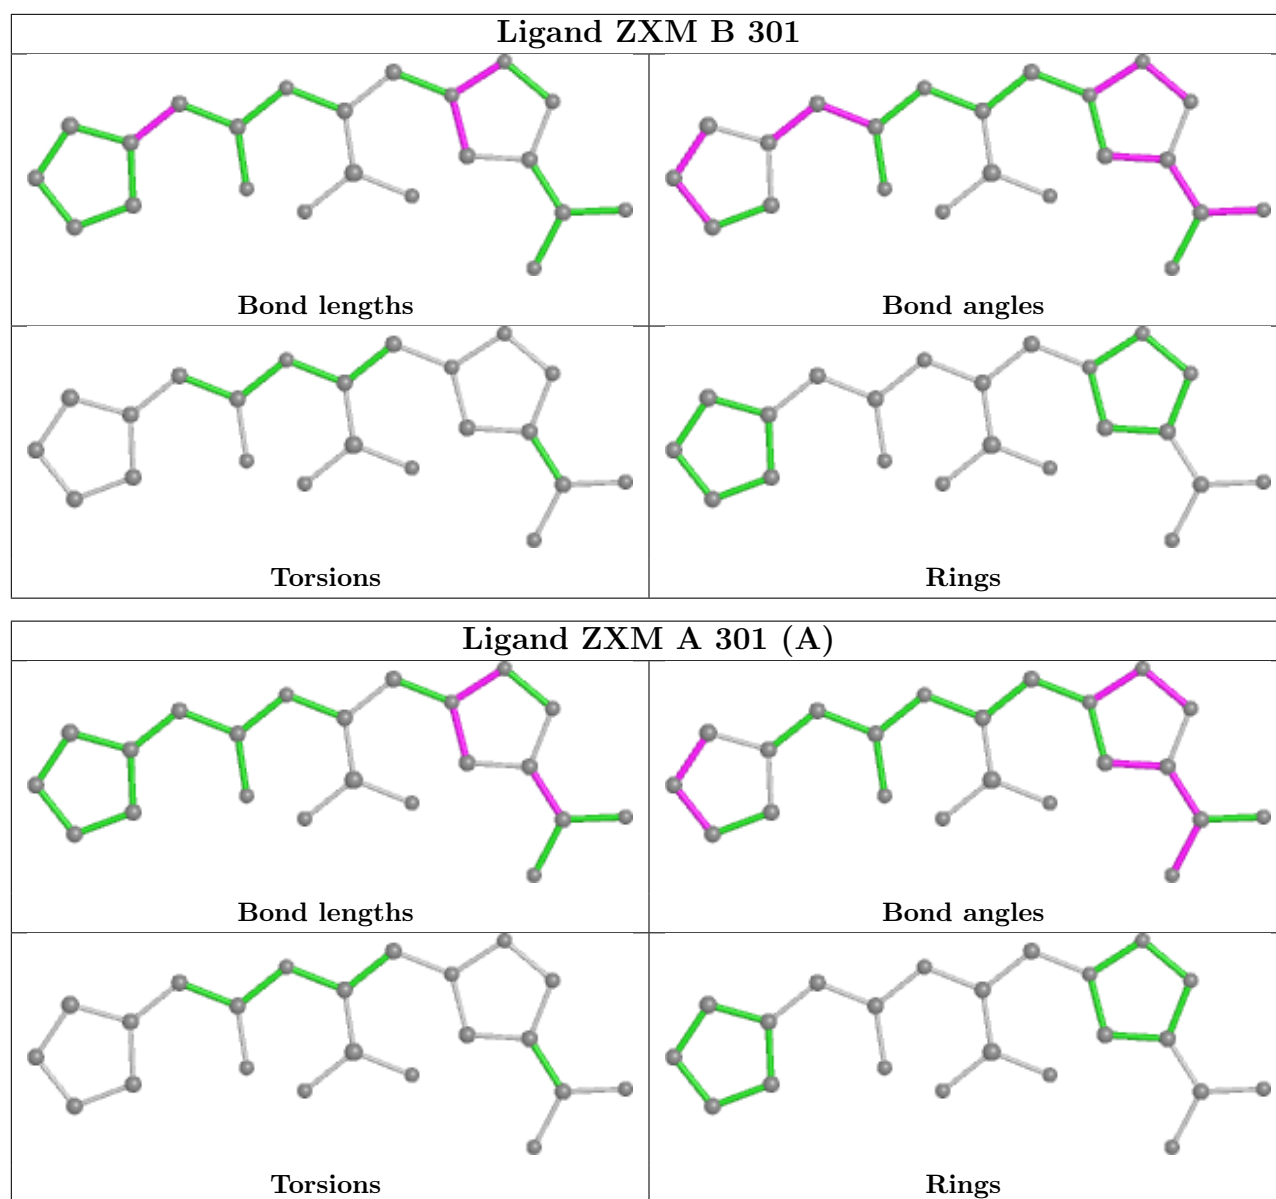 Ligand ZXM B 301
Bond lengths
Bond angles
Torsions
Rings
Ligand ZXM A 301 (A)
Bond lengths
Bond angles
Torsions
Rings